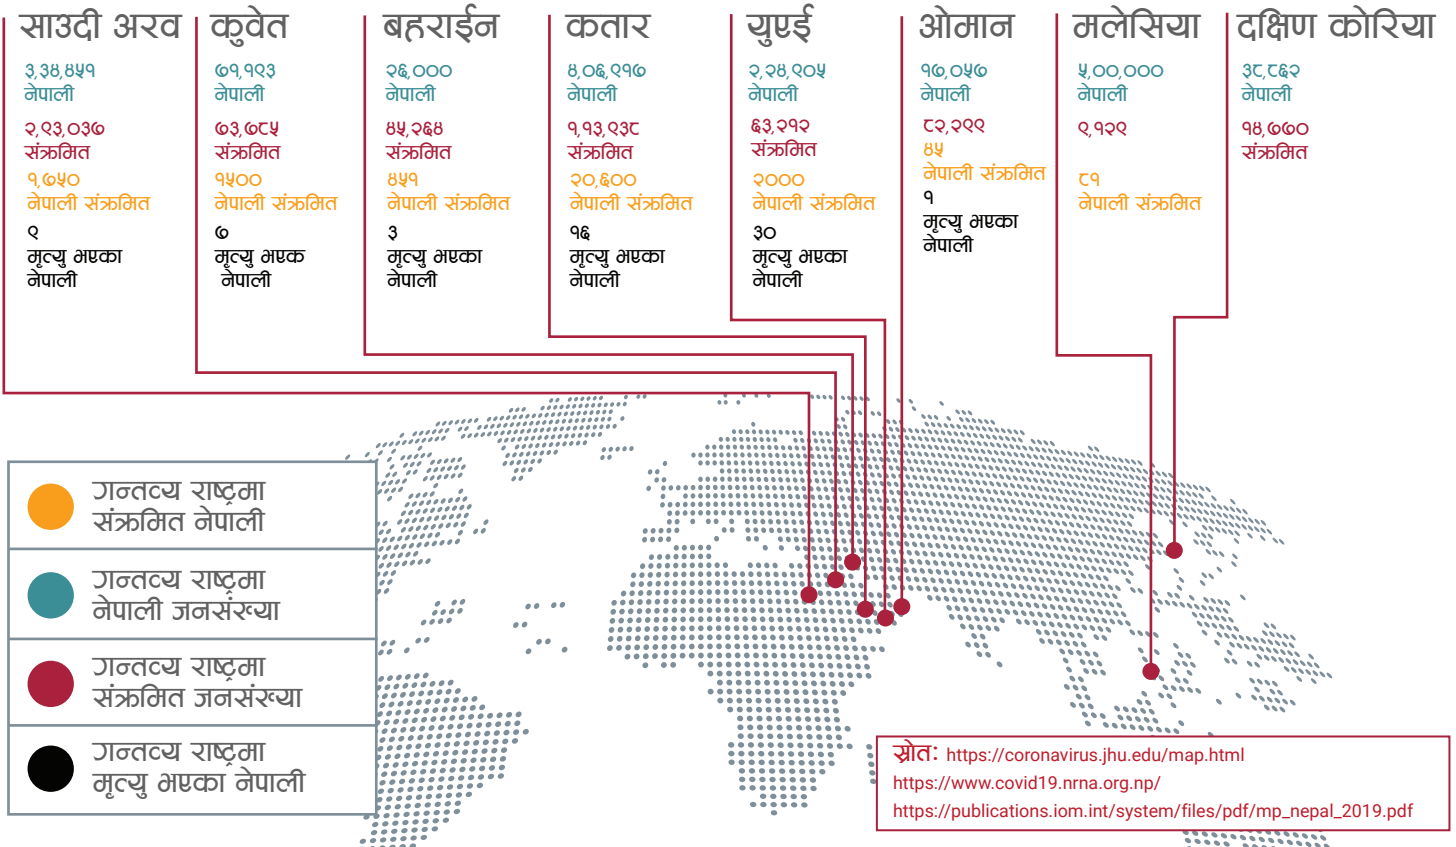 साउदी अरव
३,३४,४५१
नेपाली
२,९३,०३७
संक्रमित
१,७५०
नेपाली संक्रमित
९
मृत्यु भएका
नेपाली
कुवेत
७१,१९३
नेपाली
७३,७८५
संक्रमित
१५००
नेपाली संक्रमित
७
मृत्यु भएक
नेपाली
बहराईन
२६,०००
नेपाली
४५,२६४
संक्रमित
४५१
नेपाली संक्रमित
३
मृत्यु भएका
नेपाली
कतार
४,०६,९१७
नेपाली
१,१३,९३८
संक्रमित
२०,६००
नेपाली संक्रमित
१६
मृत्यु भएका
नेपाली
युएई
२,२४,९०५
नेपाली
६३,२१२
संक्रमित
२०००
नेपाली संक्रमित
३०
मृत्यु भएका
नेपाली
ओमान
१७,०५७
नेपाली
८२,२९९
४५
नेपाली संक्रमित
१
मृत्यु भएका
नेपाली
मलेसिया
५,००,०००
नेपाली
९,१२९
८१
नेपाली संक्रमित
दक्षिण कोरिया
३८,८६२
नेपाली
१४,७७०
संक्रमित
गन्तव्य राष्ट्रमा
संक्रमित नेपाली
गन्तव्य राष्ट्रमा
नेपाली जनसंख्या
गन्तव्य राष्ट्रमा
संक्रमित जनसंख्या
गन्तव्य राष्ट्रमा
मृत्यु भएका नेपाली
स्रोत: https://coronavirus.jhu.edu/map.html
https://www.covid19.nrna.org.np/
https://publications.iom.int/system/files/pdf/mp_nepal_2019.pdf